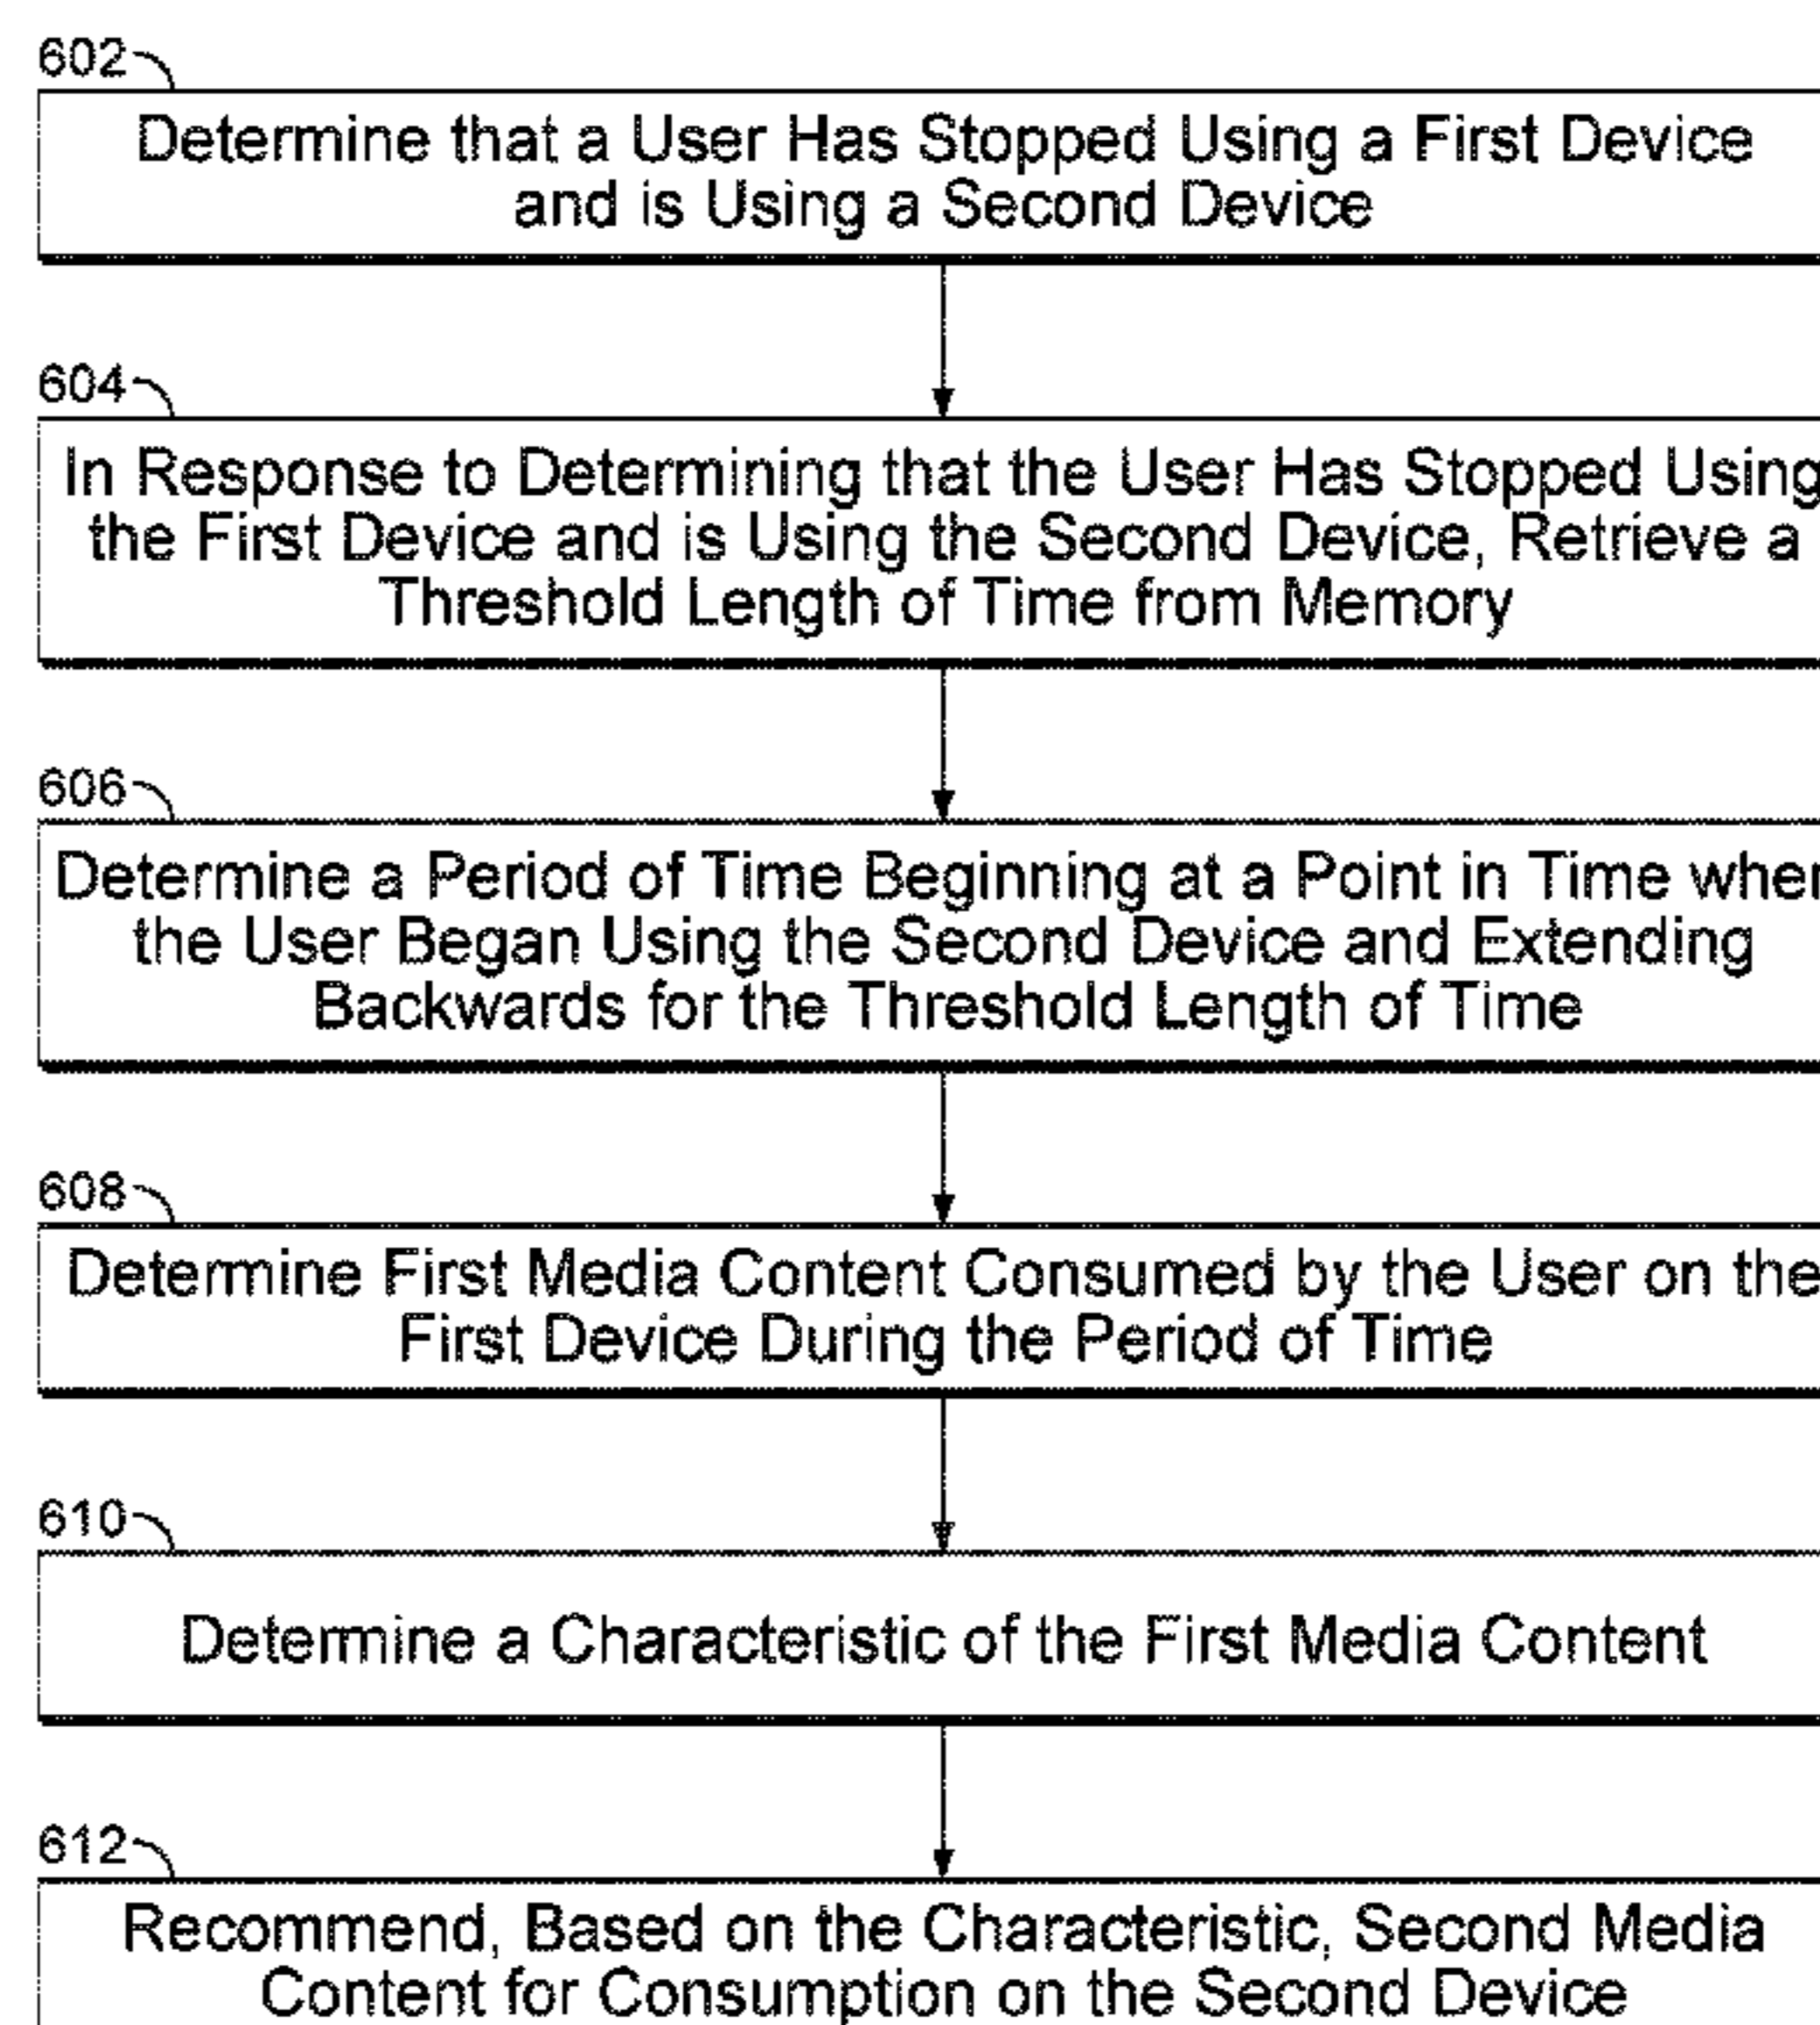 602
Determine that a User Has Stopped Using a First Device
and is Using a Second Device
604
In Response to Determining that the User Has Stopped Using
the First Device and is Using the Second Device, Retrieve a
Threshold Length of Time from Memory
606
Determine a Period of Time Beginning at a Point in Time when
the User Began Using the Second Device and Extending
Backwards for the Threshold Length of Time
608
Determine First Media Content Consumed by the User on the
First Device During the Period of Time
610
Determine a Characteristic of the First Media Content
612
Recommend, Based on the Characteristic, Second Media
Content for Consumption on the Second Device